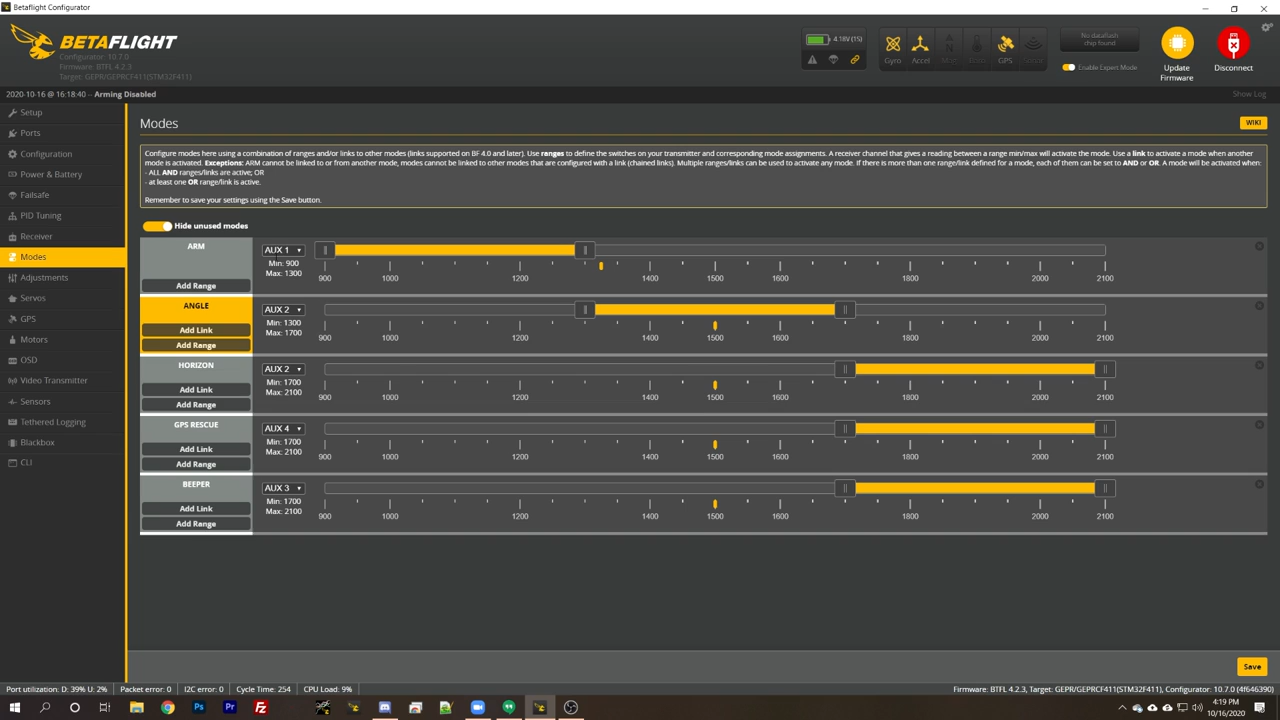 Betaflight Configurator
BETAFLIGHT
Configurator: 10.7.0
Firmware: BTFL 4.2.3
Target: GEPR/GEPRCF411(STM32F411)
4.18V (1S)
Gyro
Accel
GPS
No dataflash
chip found
Enable Expert Mode
Update
Firmware
Disconnect
2020-10-16 @ 16:18:40 -- Arming Disabled
Show Log
Setup
Ports
Configuration
Power & Battery
Failsafe
PID Tuning
Receiver
Modes
Adjustments
Servos
GPS
Motors
OSD
Video Transmitter
Sensors
Tethered Logging
Blackbox
CLI
Modes
WIKI
Configure modes here using a combination of ranges and/or links to other modes (links supported on BF 4.0 and later). Use ranges to define the switches on your transmitter and corresponding mode assignments. A receiver channel that gives a reading between a range min/max will activate the mode. Use a link to activate a mode when another
mode is activated. Exceptions: ARM cannot be linked to or from another mode, modes cannot be linked to other modes that are configured with a link (chained links). Multiple ranges/links can be used to activate any mode. If there is more than one range/link defined for a mode, each of them can be set to AND or OR. A mode will be activated when:
- ALL AND ranges/links are active; OR
- at least one OR range/link is active.
Remember to save your settings using the Save button.
Hide unused modes
ARM
Add Range
AUX 1
Min: 900
Max: 1300
900 1000 1200 1400 1600 1800 2000 2100
ANGLE
Add Link
Add Range
AUX 2
Min: 1300
Max: 1700
900 1000 1200 1400 1500 1600 1800 2000 2100
HORIZON
Add Link
Add Range
AUX 2
Min: 1700
Max: 2100
900 1000 1200 1400 1500 1600 1800 2000 2100
GPS RESCUE
Add Link
Add Range
AUX 4
Min: 1700
Max: 2100
900 1000 1200 1400 1500 1600 1800 2000 2100
BEEPER
Add Link
Add Range
AUX 3
Min: 1700
Max: 2100
900 1000 1200 1400 1500 1600 1800 2000 2100
Save
Port utilization: D: 39% U: 2%
Packet error: 0
I2C error: 0
Cycle Time: 254
CPU Load: 9%
Firmware: BTFL 4.2.3, Target: GEPR/GEPRCF411(STM32F411), Configurator: 10.7.0 (4f646390)
Ps
Pr
4:19 PM
10/16/2020